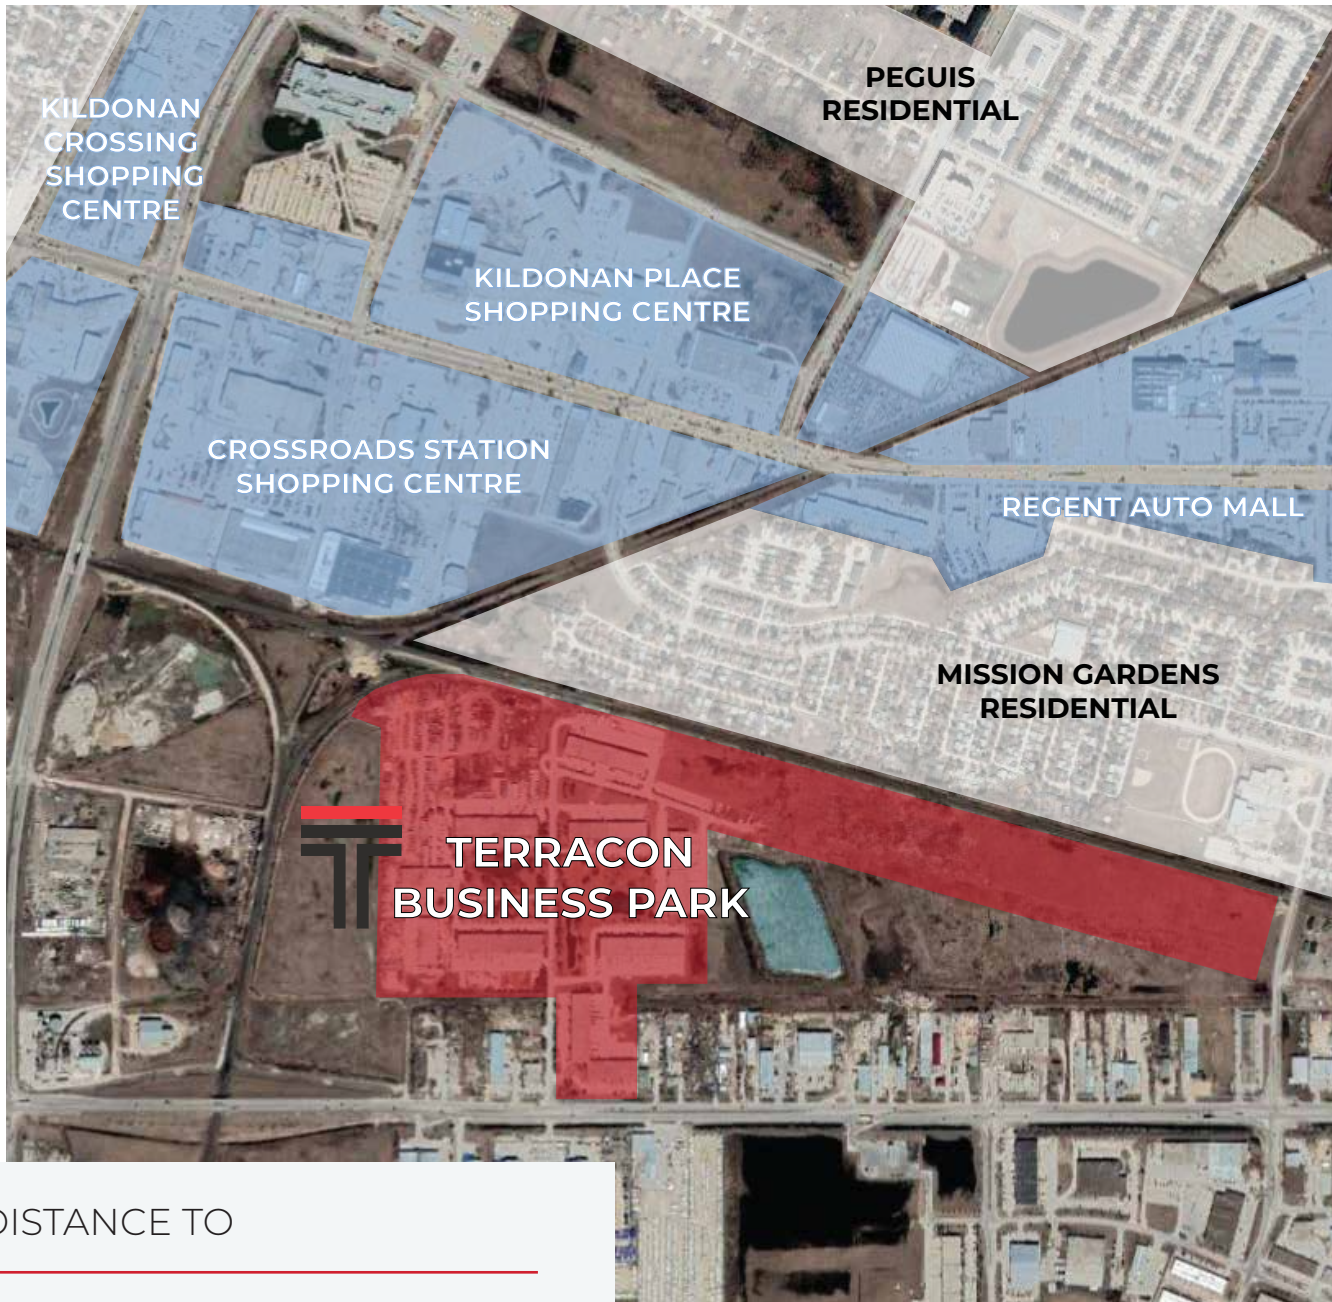 PEGUIS
RESIDENTIAL
KILDONAN
CROSSING
SHOPPING
CENTRE
KILDONAN PLACE
SHOPPING CENTRE
CROSSROADS STATION
SHOPPING CENTRE
REGENT AUTO MALL
MISSION GARDENS
RESIDENTIAL
TERRACON
BUSINESS PARK
DISTANCE TO